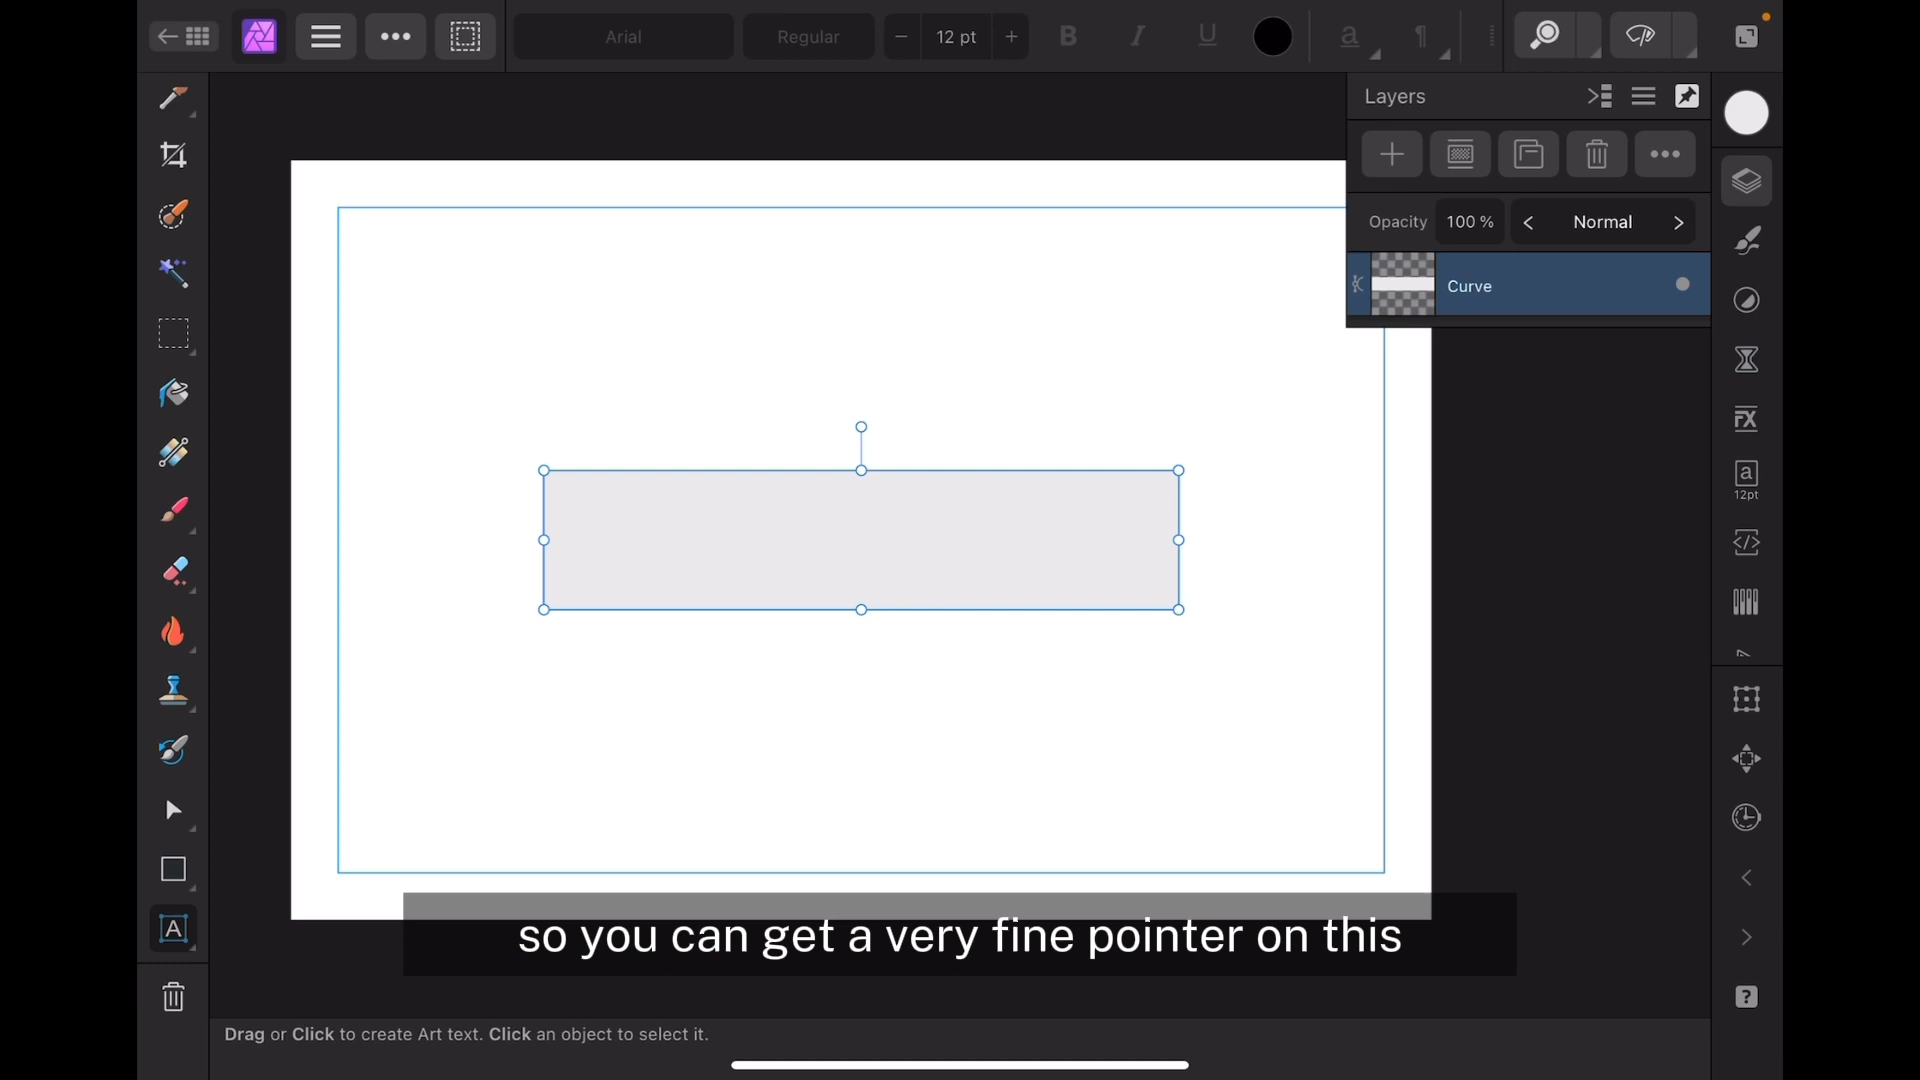 Arial
Regular
12 pt
B
I
U
a
¶
Layers
Opacity
100 %
Normal
Curve
FX
a
12pt
A
so you can get a very fine pointer on this
?
Drag or Click to create Art text. Click an object to select it.